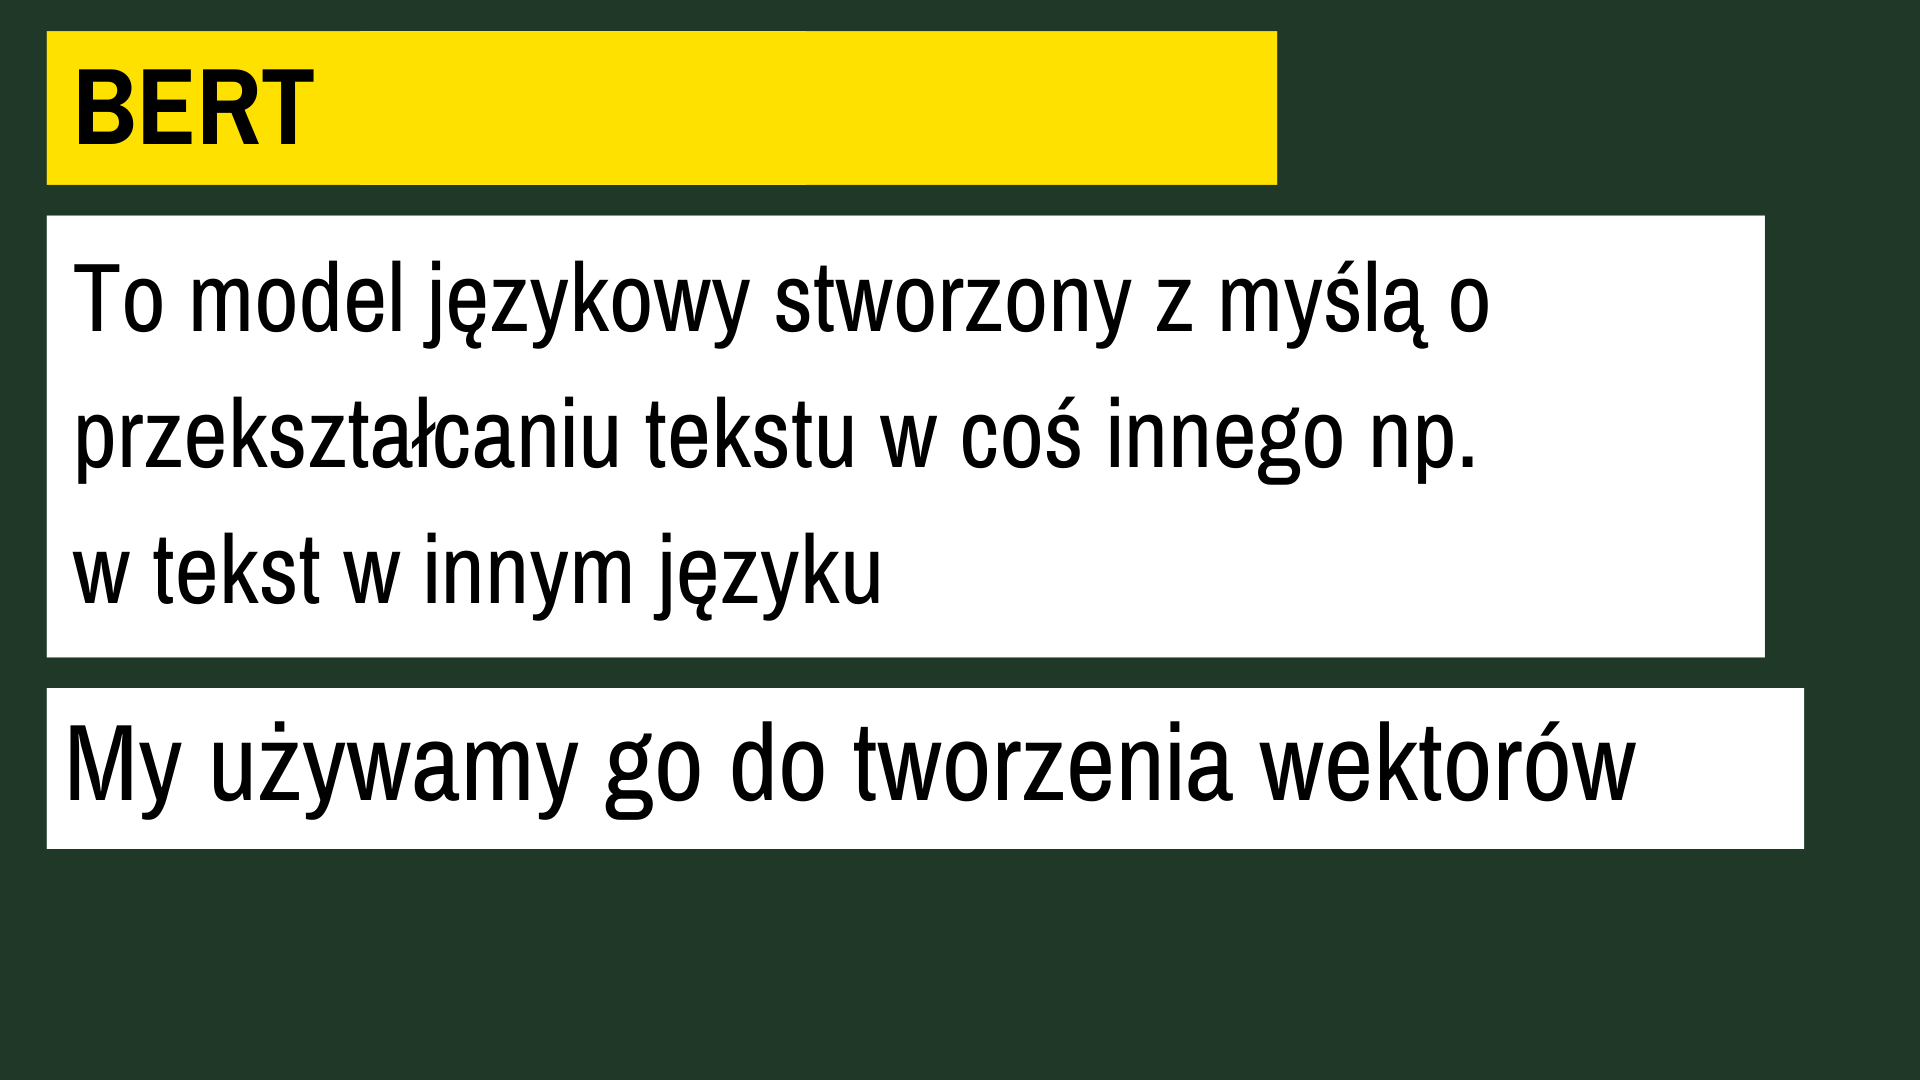 BERT
To model językowy stworzony z myślą o
przekształcaniu tekstu w coś innego np.
w tekst w innym języku
My używamy go do tworzenia wektorów